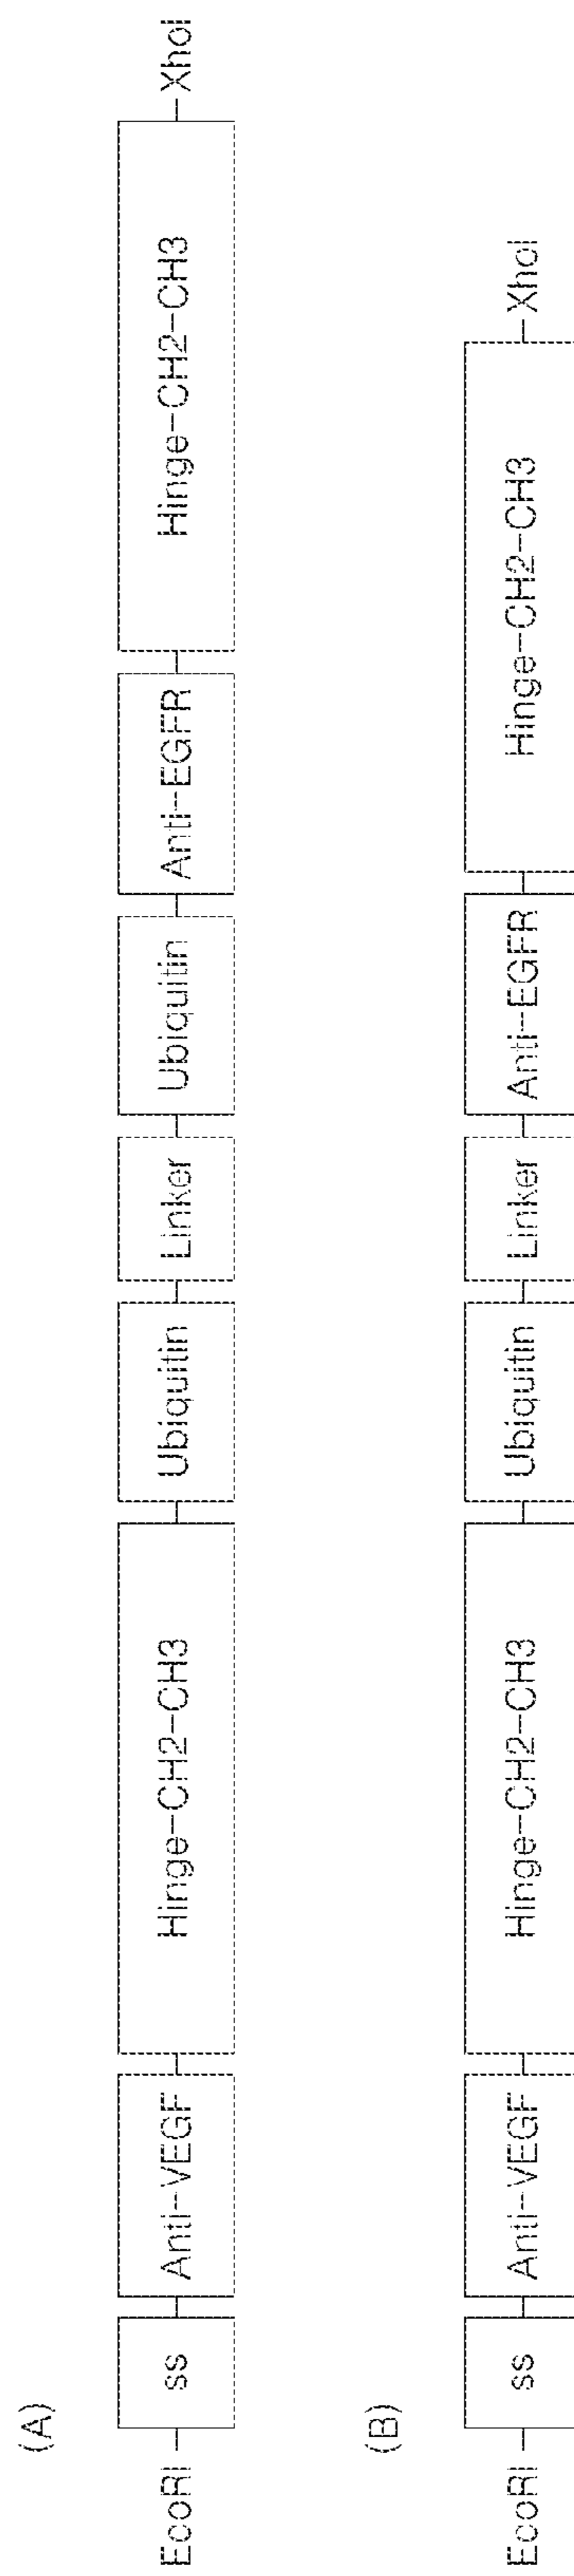 (A)
EcoRI
ss
Anti-VEGF
Hinge-CH2-CH3
Ubiquitin
Linker
Ubiquitin
Anti-EGFR
Hinge-CH2-CH3
XhoI
(B)
EcoRI
ss
Anti-VEGF
Hinge-CH2-CH3
Ubiquitin
Linker
Anti-EGFR
Hinge-CH2-CH3
XhoI